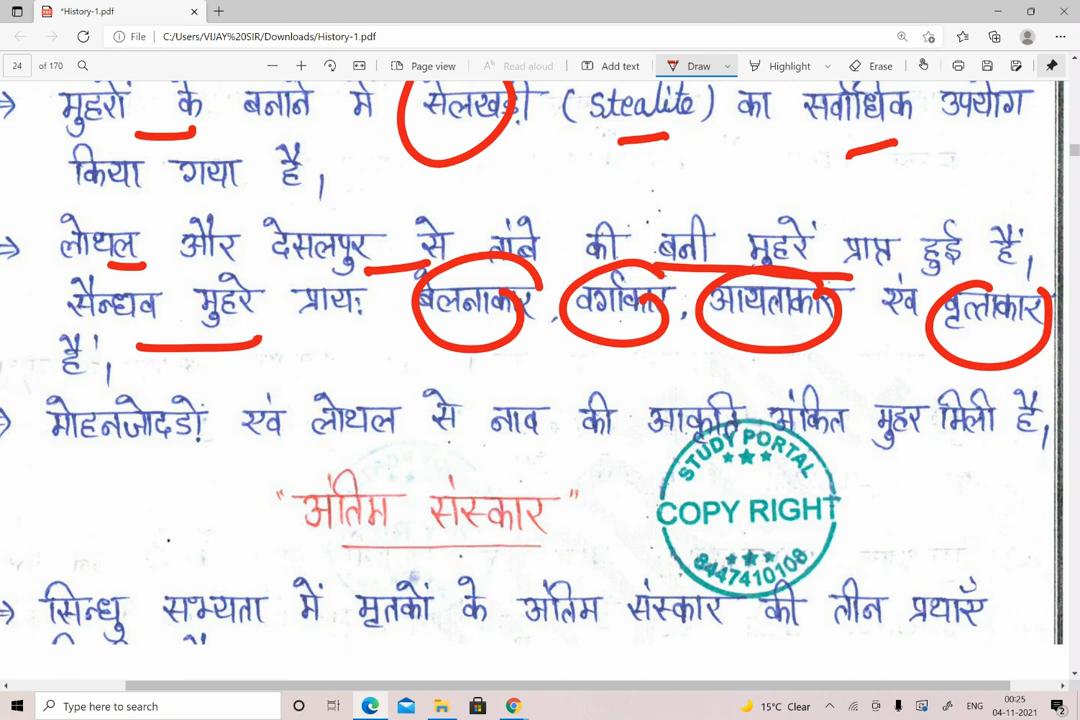 *History-1.pdf
File C:/Users/VIJAY%20SIR/Downloads/History-1.pdf
24 of 170 Page view Read aloud Add text Draw Highlight Erase
⇒ मुहरों के बनाने मे सेलखड़ी (stealite) का सर्वाधिक उपयोग
किया गया है,
⇒ लोथल और देसलपुर से तांबे की बनी मुहरें प्राप्त हुई हैं,
सैन्धव मुहरे प्रायः बेलनाकार, वर्गाकार, आयताकार एंव वृत्ताकार
हैं,
⇒ मोहनजोदडों एंव लोथल से नाव की आकृति अंकित मुहर मिली है,
STUDY PORTAL
COPY RIGHT
8447410108
"अंतिम संस्कार"
⇒ सिन्धु सभ्यता में मृतकों के अंतिम संस्कार की तीन प्रथाएँ
Type here to search
15°C Clear ENG 00:25
04-11-2021
2